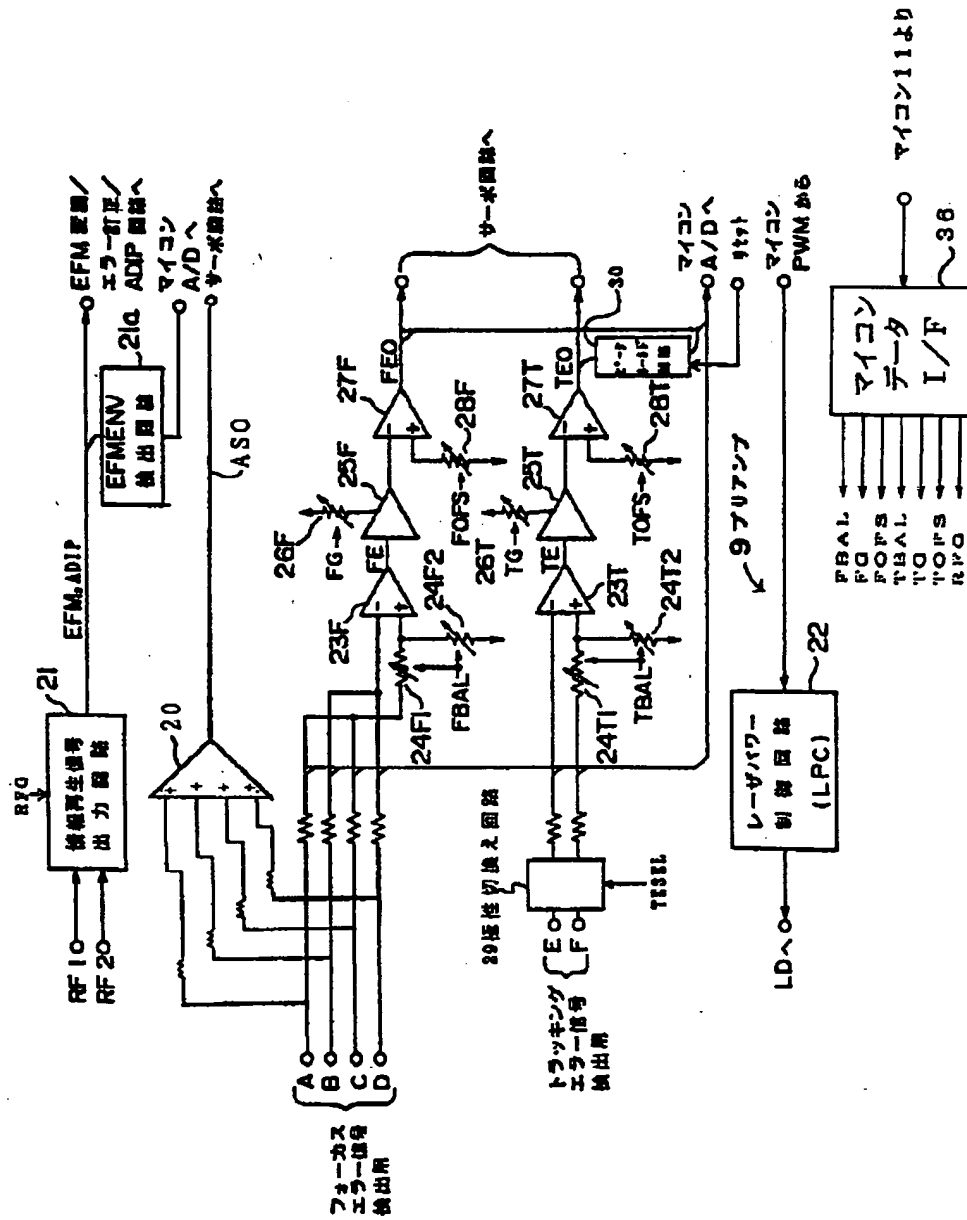 RFG
RF1
RF2
情報再生信号
出力回路
21
EFM,ADIP
EFM変調/
エラー訂正/
ADIP回路へ
21a
EFMENV
検出回路
マイコン
A/Dへ
20
ASO
サーボ回路へ
フォーカス
エラー信号
検出用
A
B
C
D
24F1
FBAL
24F2
23F
FE
FG
26F
25F
FOFS
28F
27F
FEO
サーボ回路へ
トラッキング
エラー信号
検出用
E
F
29極性切換え回路
TESEL
24T1
TBAL
24T2
23T
TE
TG
26T
25T
TOFS
28T
27T
TEO
30
マイコン
A/Dへ
リセット
マイコン
PWMから
LDへ
レーザパワー
制御回路
(LPC)
22
9プリアンプ
FBAL
FG
FOFS
TBAL
TG
TOFS
RFG
マイコン
データ
I/F
36
マイコン11より